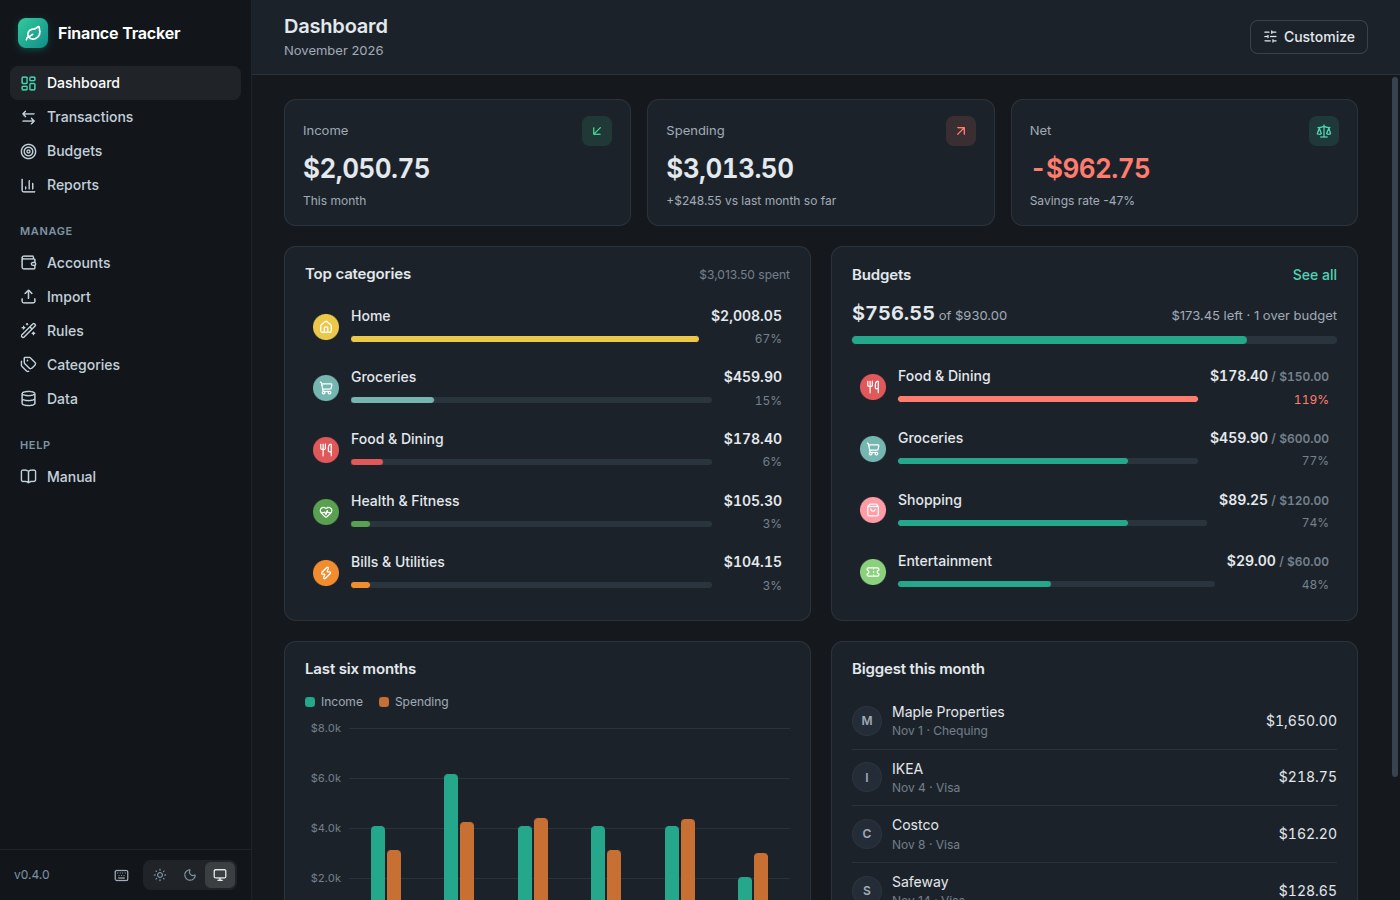 Finance Tracker
Dashboard
Transactions
Budgets
Reports
MANAGE
Accounts
Import
Rules
Categories
Data
HELP
Manual
v0.4.0
Dashboard
November 2026
Customize
Income
$2,050.75
This month
Spending
$3,013.50
+$248.55 vs last month so far
Net
-$962.75
Savings rate -47%
Top categories
$3,013.50 spent
Home
$2,008.05
67%
Groceries
$459.90
15%
Food & Dining
$178.40
6%
Health & Fitness
$105.30
3%
Bills & Utilities
$104.15
3%
Budgets
See all
$756.55 of $930.00
$173.45 left · 1 over budget
Food & Dining
$178.40 / $150.00
119%
Groceries
$459.90 / $600.00
77%
Shopping
$89.25 / $120.00
74%
Entertainment
$29.00 / $60.00
48%
Last six months
Income
Spending
$8.0k
$6.0k
$4.0k
$2.0k
Biggest this month
M
Maple Properties
Nov 1 · Chequing
$1,650.00
I
IKEA
Nov 4 · Visa
$218.75
C
Costco
Nov 8 · Visa
$162.20
S
Safeway
Nov 14 · Visa
$128.65